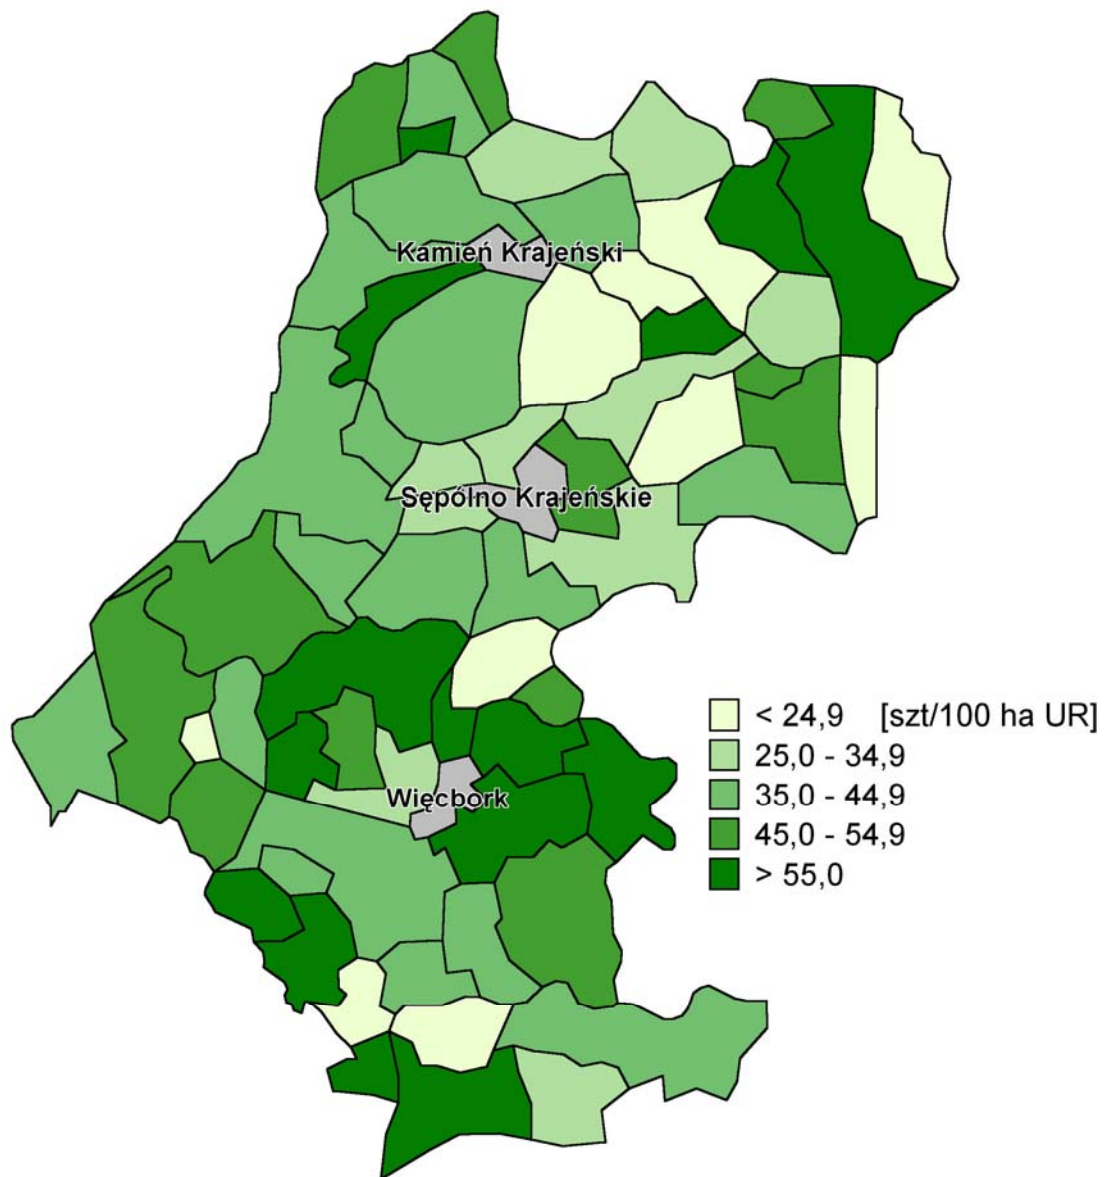 Kamień Krajeński
Sępólno Krajeńskie
Więcbork
< 24,9 [szt/100 ha UR]
25,0 - 34,9
35,0 - 44,9
45,0 - 54,9
> 55,0